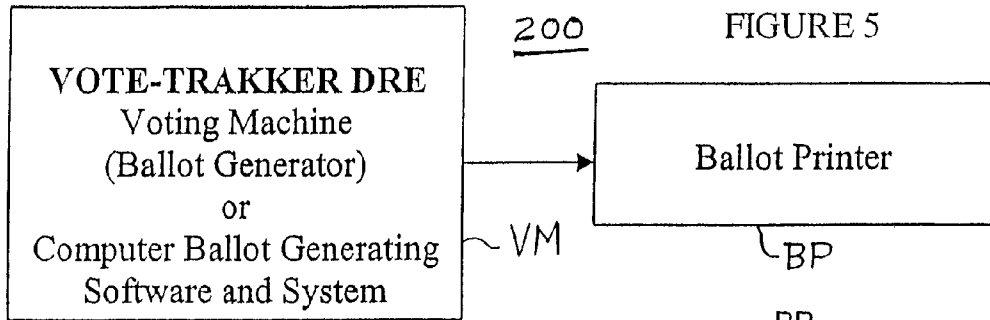 200
FIGURE 5
VOTE-TRAKKER DRE
Voting Machine
(Ballot Generator)
or
Computer Ballot Generating
Software and System
VM
Ballot Printer
BP